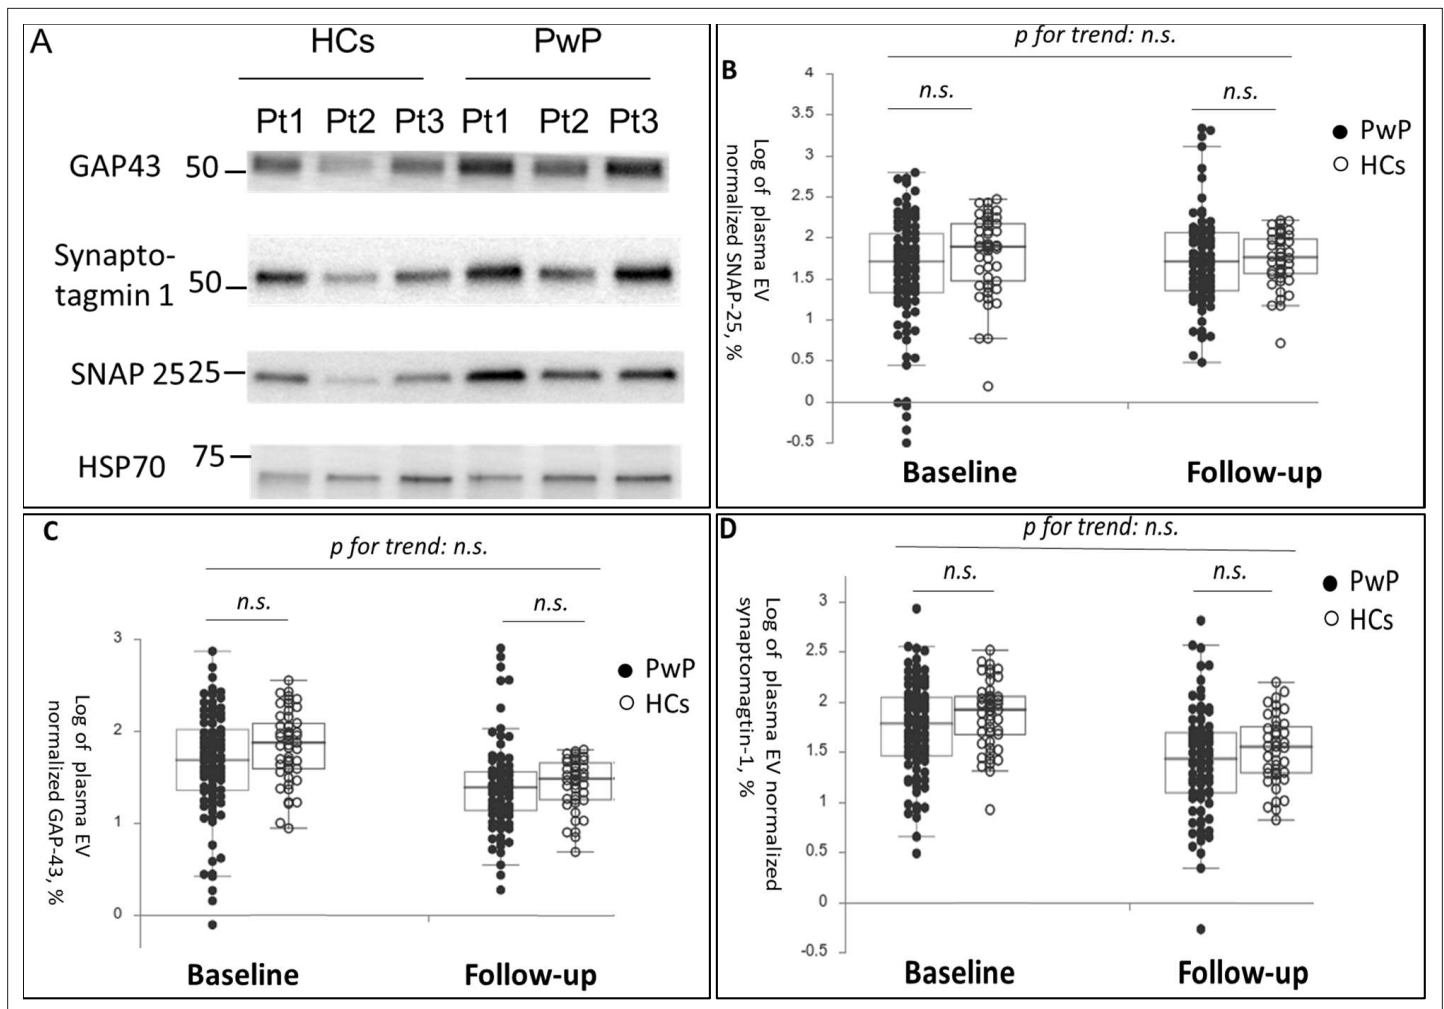 A
HCs PwP
Pt1 Pt2 Pt3 Pt1 Pt2 Pt3
GAP43 50
Synapto-
tagmin 1 50
SNAP 25 25
HSP70 75
B
p for trend: n.s.
n.s. n.s.
PwP
HCs
Log of plasma EV
normalized SNAP-25, %
4
3.5
3
2.5
2
1.5
1
0.5
0
-0.5
Baseline Follow-up
C
p for trend: n.s.
n.s. n.s.
PwP
HCs
Log of plasma EV
normalized GAP-43, %
3
2
1
0
Baseline Follow-up
D
p for trend: n.s.
n.s. n.s.
PwP
HCs
Log of plasma EV normalized
synaptomagtin-1, %
3
2.5
2
1.5
1
0.5
0
-0.5
Baseline Follow-up